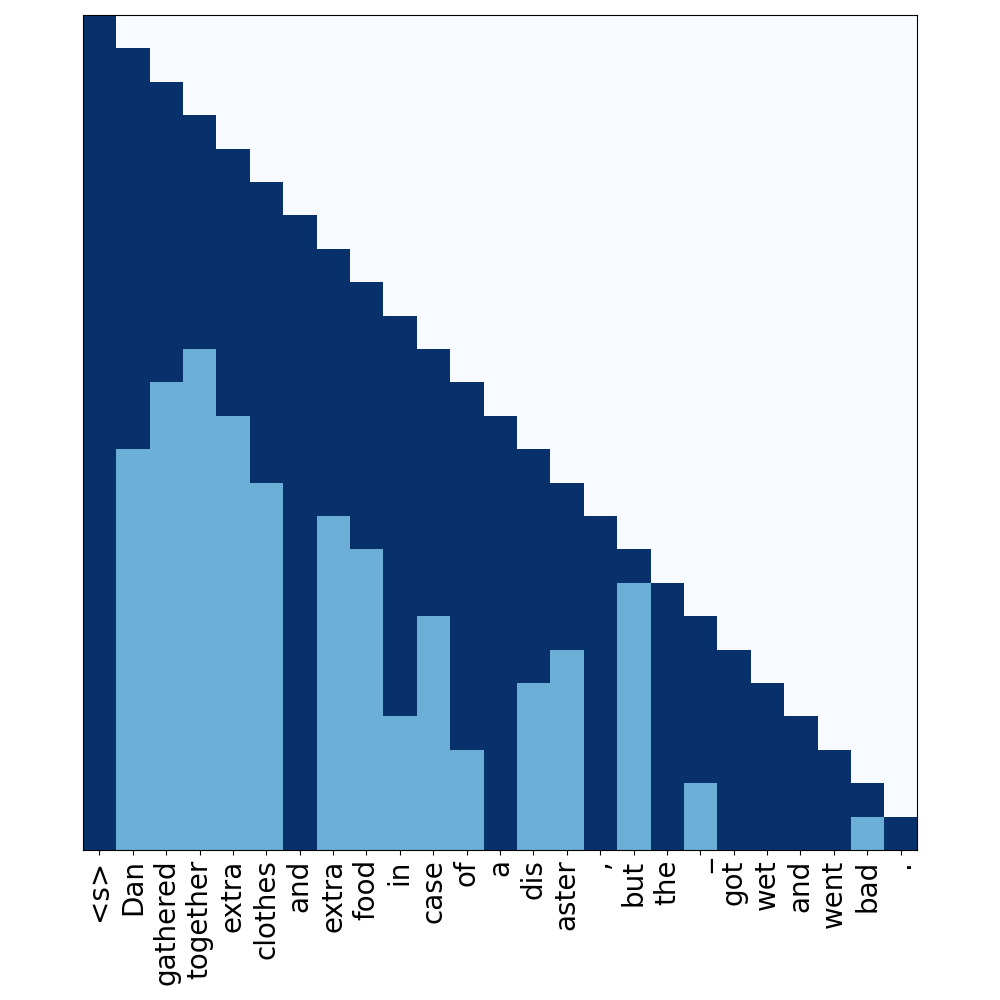 <s> Dan gathered together extra clothes and extra food in case of a dis aster , but the _ got wet and went bad .